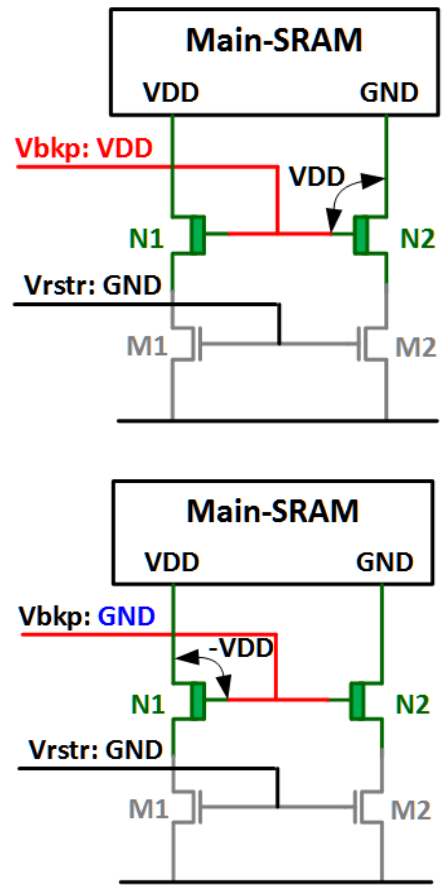 Main-SRAM
VDD GND
Vbkp: VDD
VDD
N1 N2
Vrstr: GND
M1 M2
Main-SRAM
VDD GND
Vbkp: GND
-VDD
N1 N2
Vrstr: GND
M1 M2